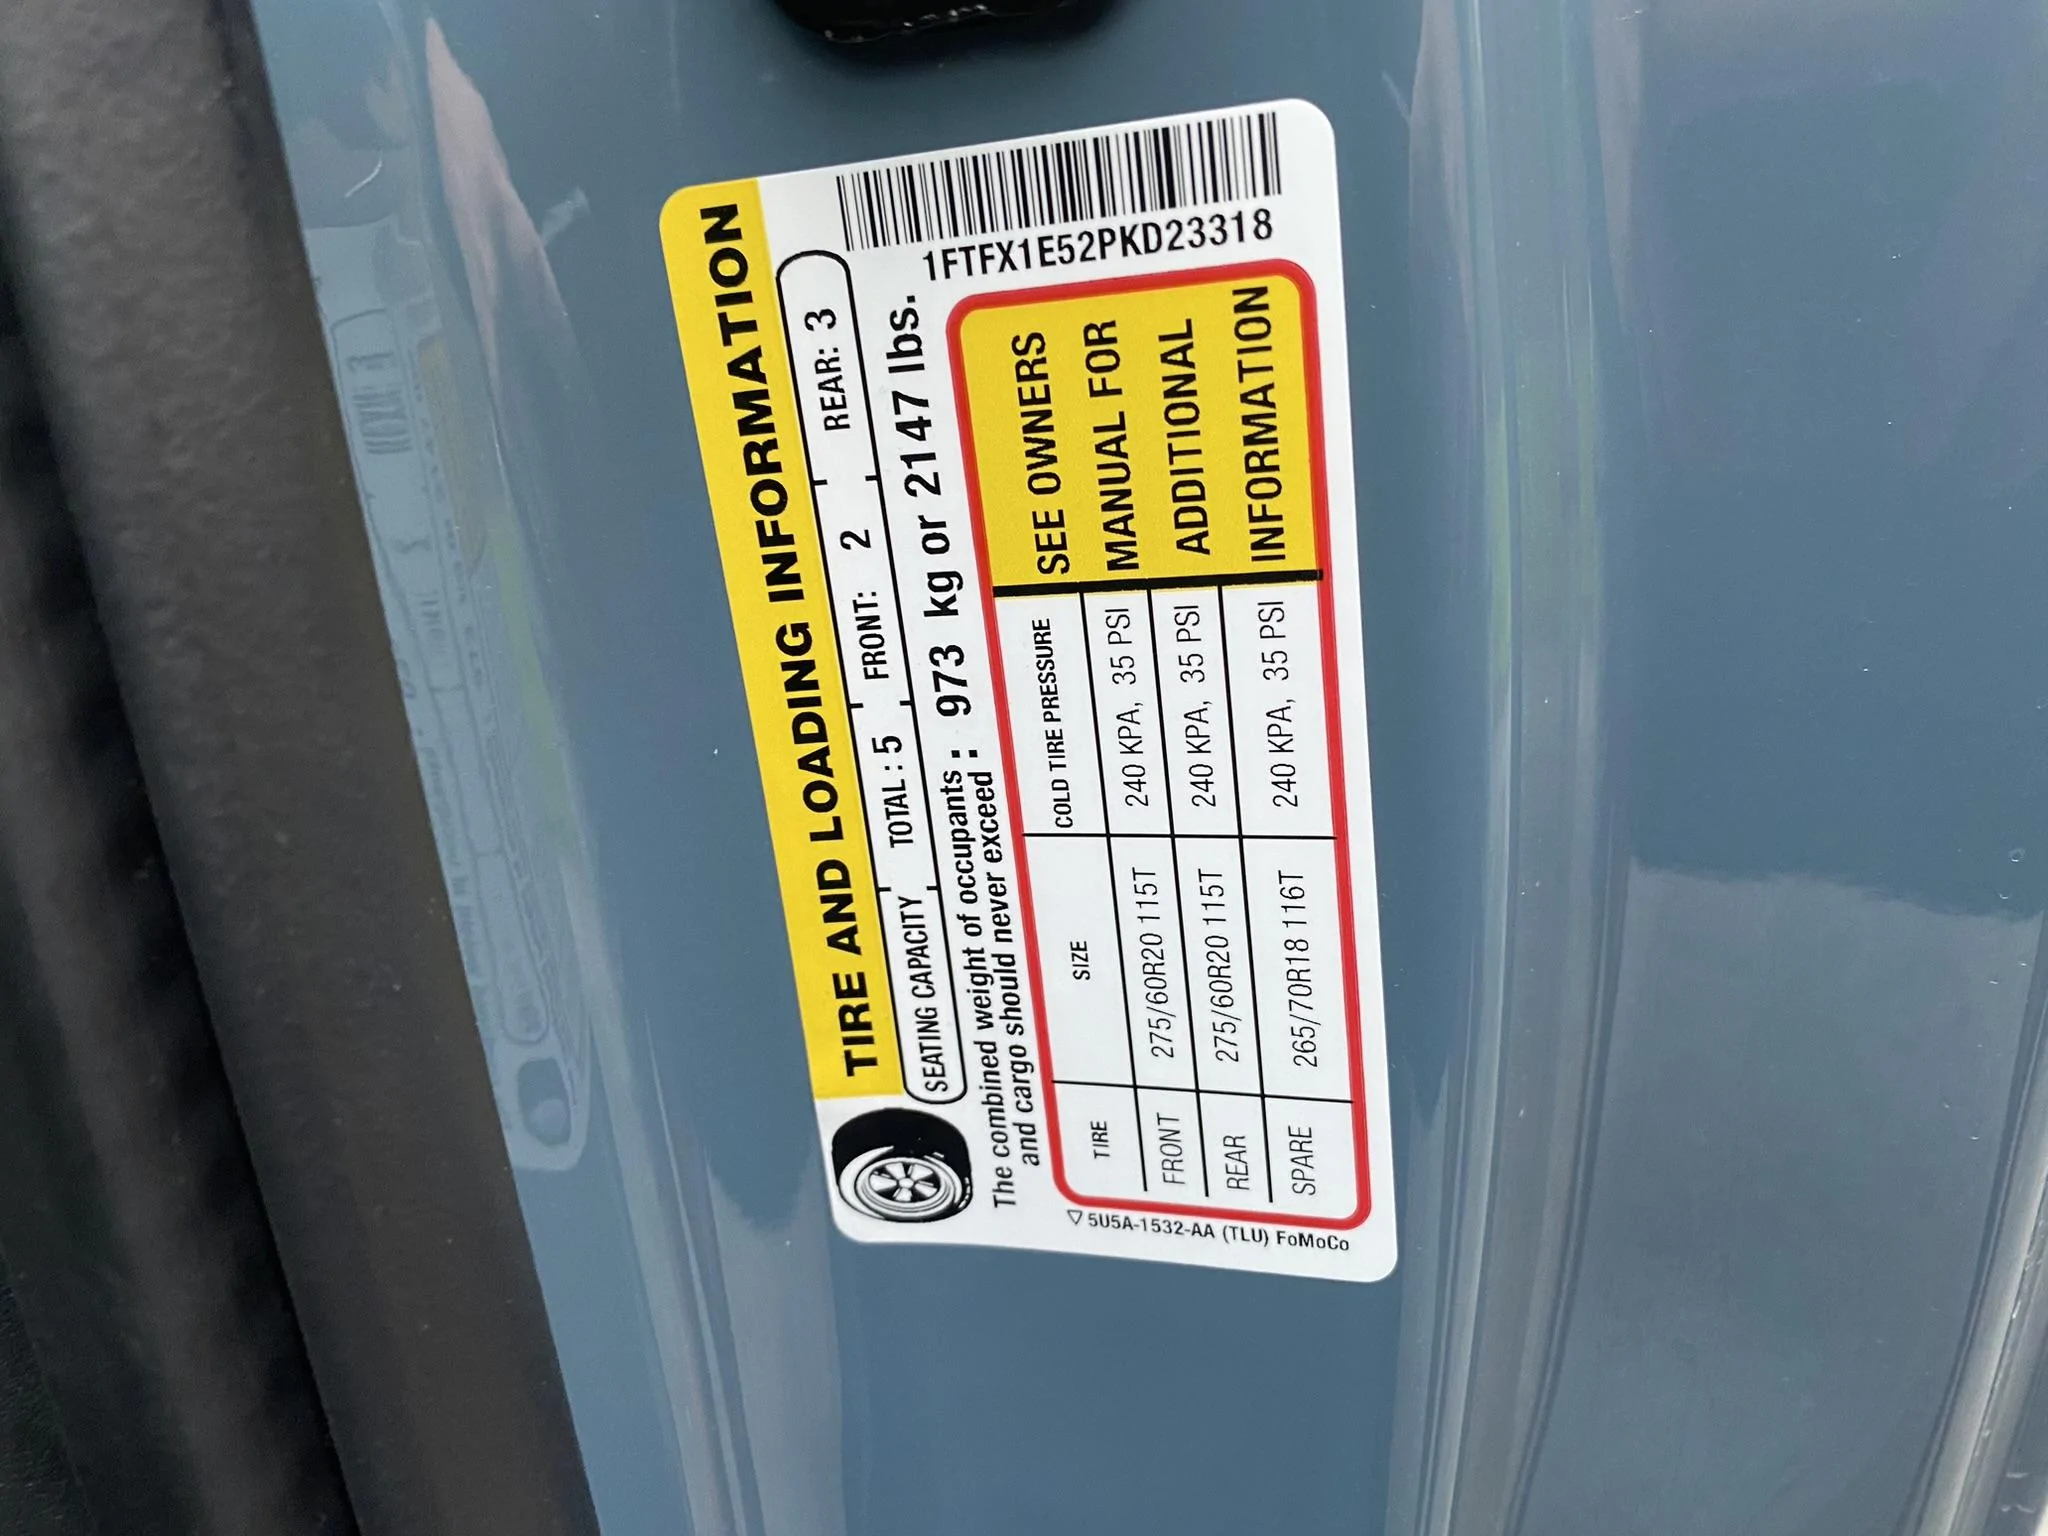 TIRE AND LOADING INFORMATION
SEATING CAPACITY TOTAL : 5 FRONT: 2 REAR: 3
The combined weight of occupants
and cargo should never exceed : 973 kg or 2147 lbs.
TIRE SIZE COLD TIRE PRESSURE
FRONT 275/60R20 115T 240 KPA, 35 PSI
REAR 275/60R20 115T 240 KPA, 35 PSI
SPARE 265/70R18 116T 240 KPA, 35 PSI
SEE OWNERS
MANUAL FOR
ADDITIONAL
INFORMATION
1FTFX1E52PKD23318
5U5A-1532-AA (TLU) FoMoCo